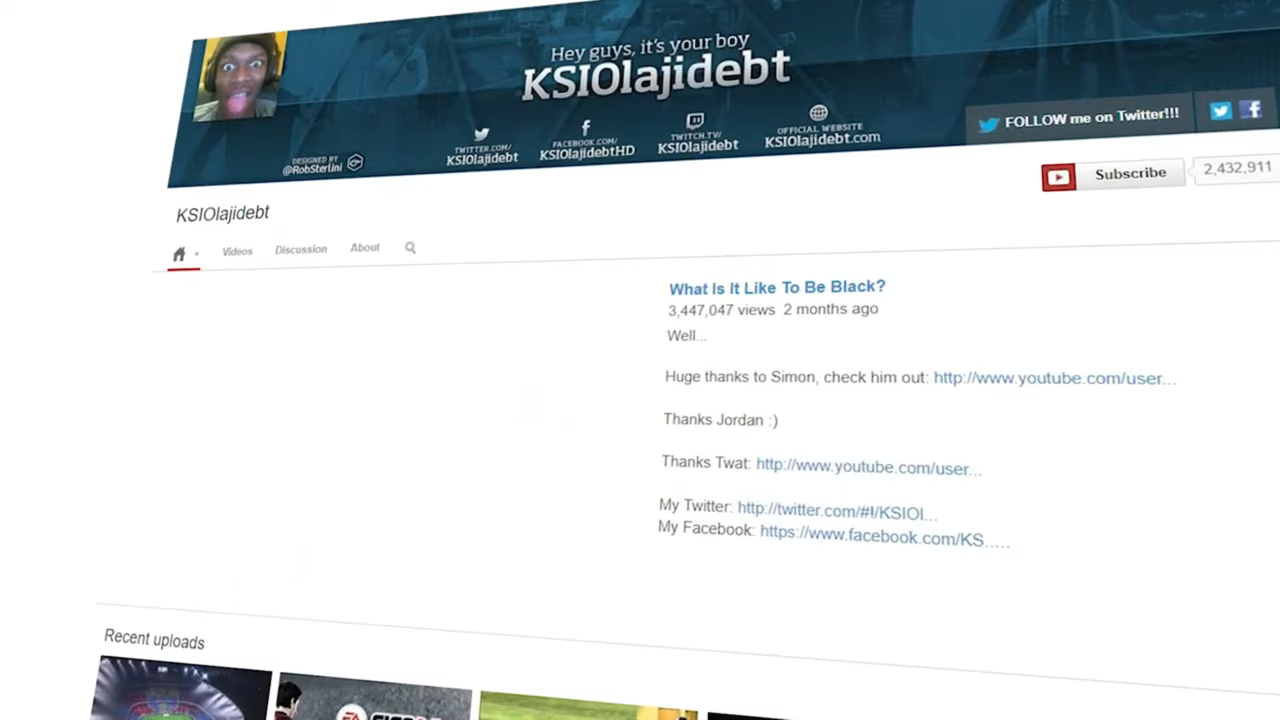 Hey guys, it's your boy
KSIOlajidebt
TWITTER.COM/
KSIOlajidebt
FACEBOOK.COM/
KSIOlajidebtHD
TWITCH.TV/
KSIOlajidebt
OFFICIAL WEBSITE
KSIOlajidebt.com
DESIGNED BY
@RobSterlini
FOLLOW me on Twitter!!!
Subscribe
2,432,911
KSIOlajidebt
Videos
Discussion
About
What Is It Like To Be Black?
3,447,047 views 2 months ago
Well...
Huge thanks to Simon, check him out: http://www.youtube.com/user...
Thanks Jordan :)
Thanks Twat: http://www.youtube.com/user...
My Twitter: http://twitter.com/#!/KSIOl...
My Facebook: https://www.facebook.com/KS.....
Recent uploads
EA